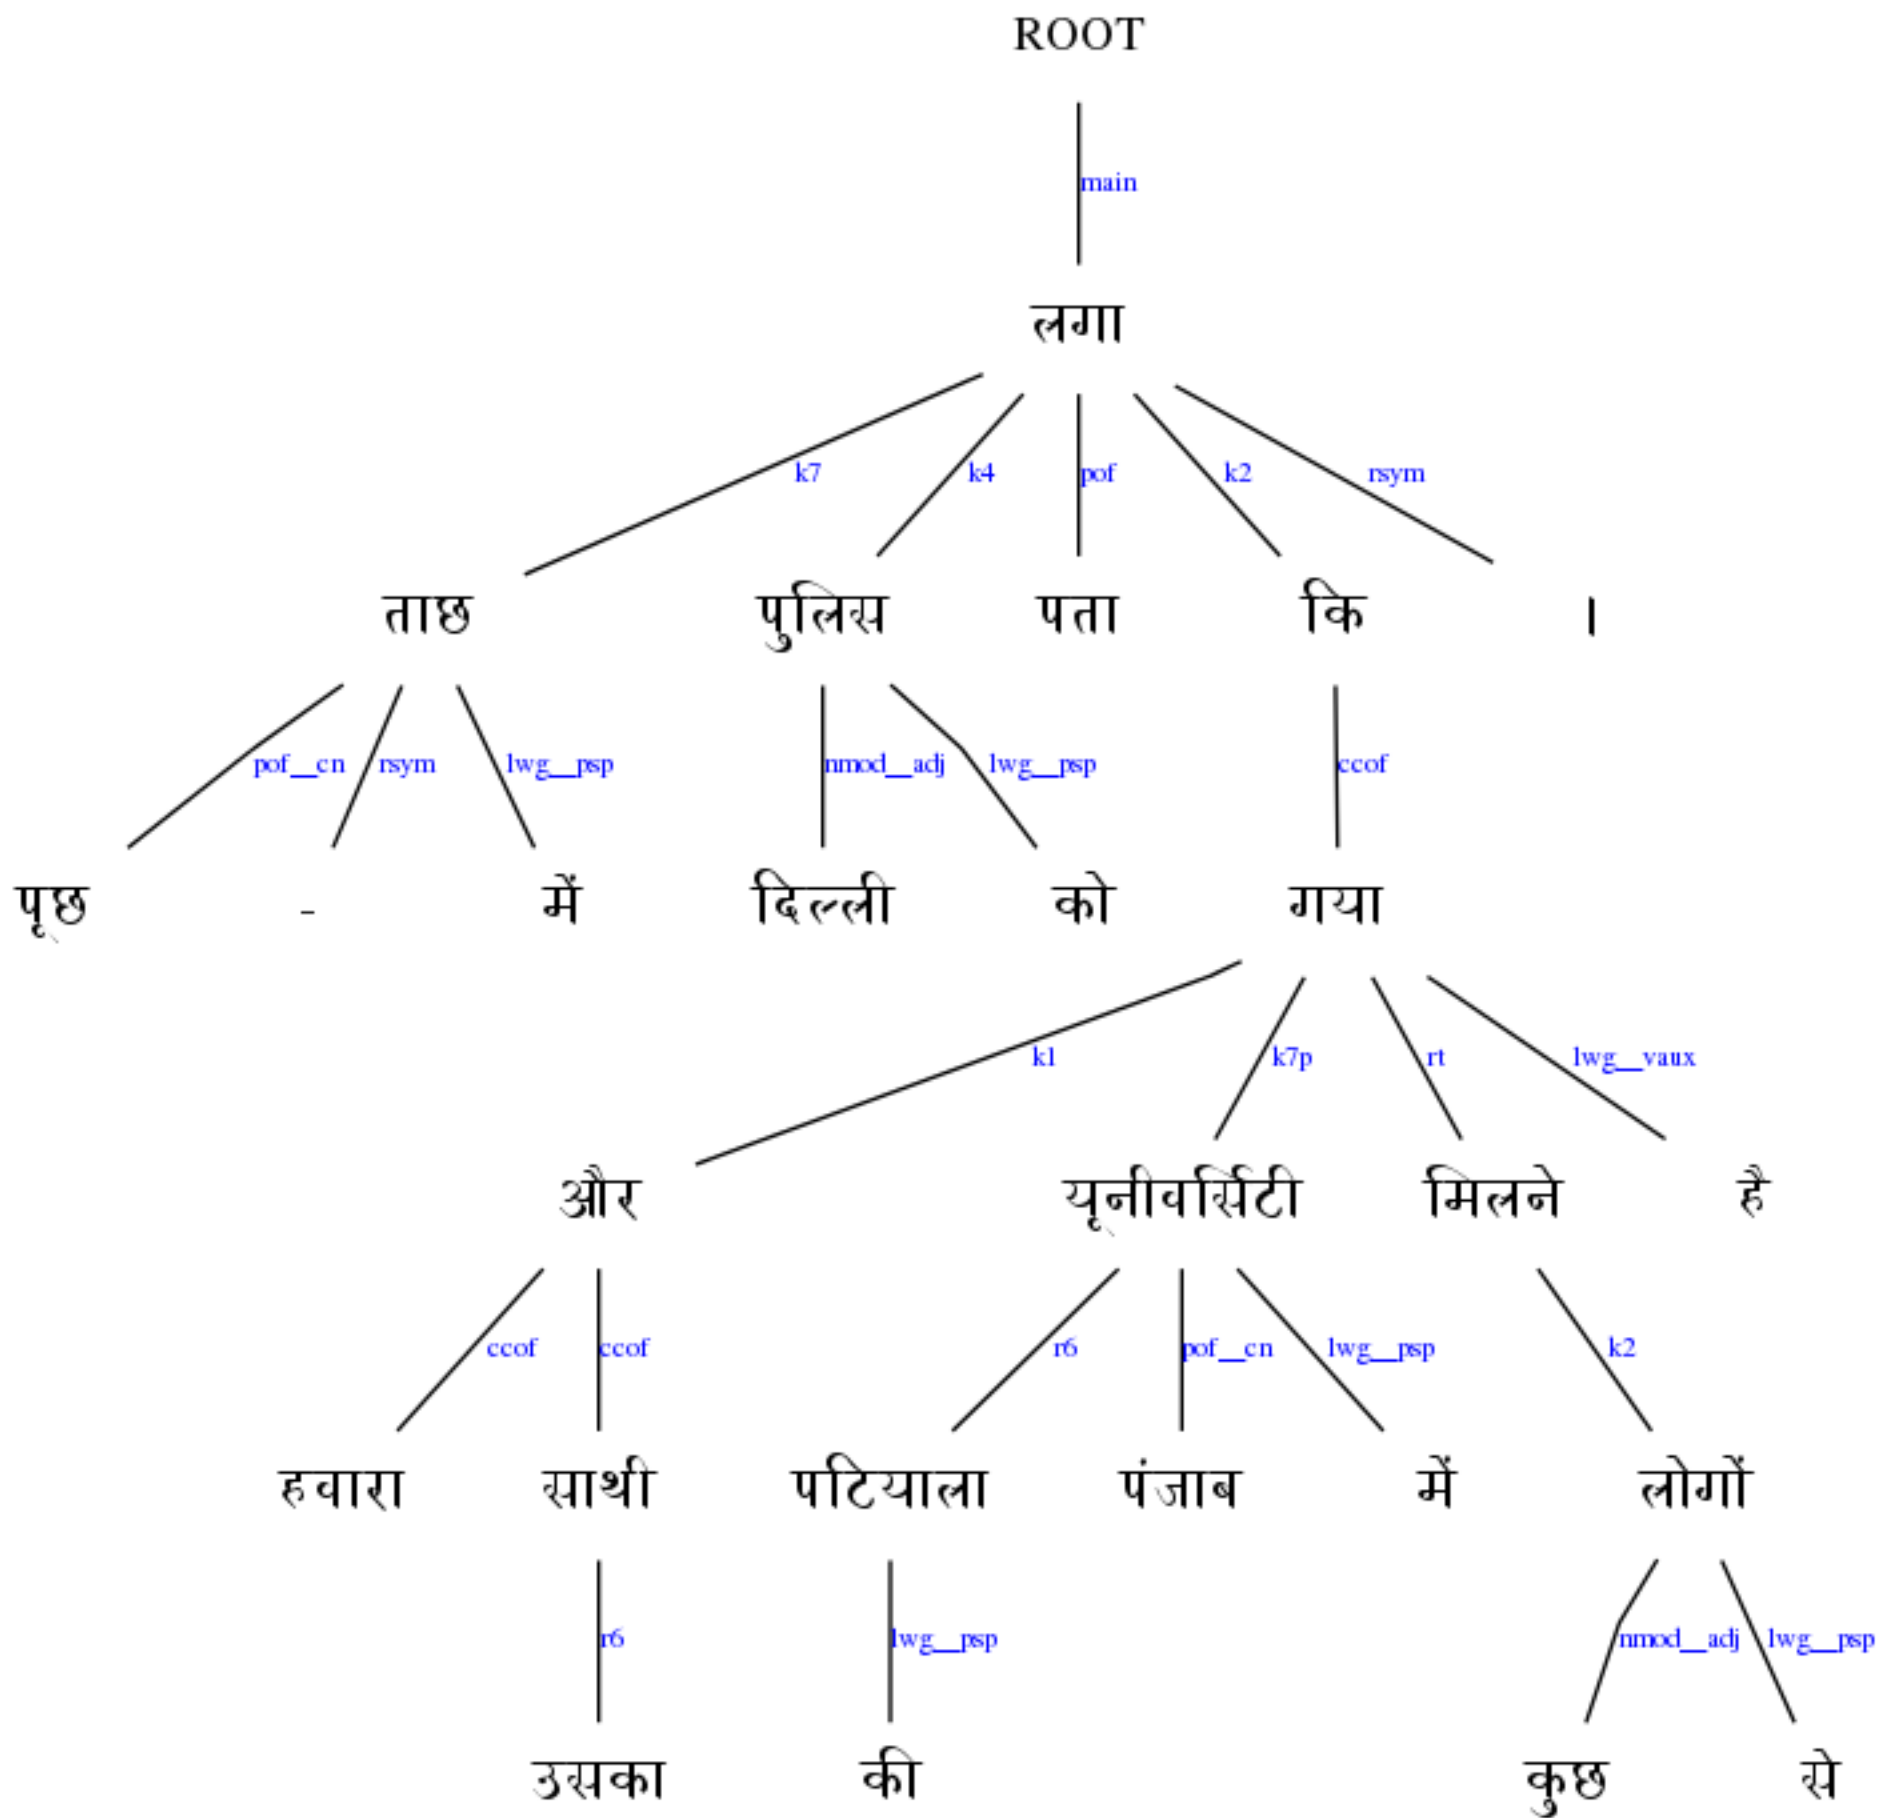 ROOT
main
लगा
k7 k4 pof k2 rsym
ताछ पुलिस पता कि ।
pof__cn rsym lwg__psp nmod__adj lwg__psp ccof
पूछ - में दिल्ली को गया
k1 k7p rt lwg__vaux
और यूनीवर्सिटी मिलने है
ccof ccof r6 pof__cn lwg__psp k2
हवारा साथी पटियाला पंजाब में लोगों
r6 lwg__psp nmod__adj lwg__psp
उसका की कुछ से